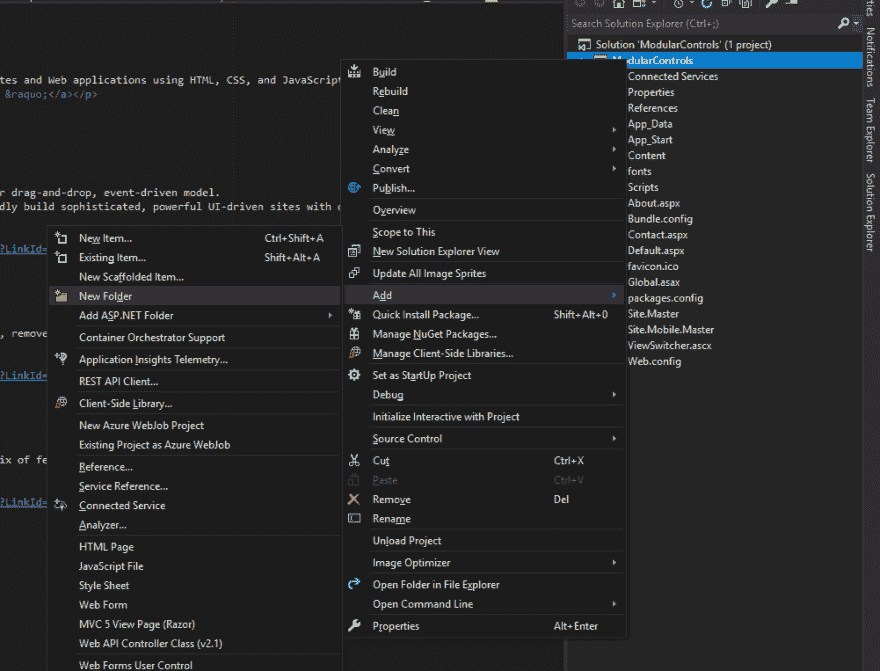 Search Solution Explorer (Ctrl+;)
Solution 'ModularControls' (1 project)
dularControls
Connected Services
Properties
References
App_Data
App_Start
Content
fonts
Scripts
About.aspx
Bundle.config
Contact.aspx
Default.aspx
favicon.ico
Global.asax
packages.config
Site.Master
Site.Mobile.Master
ViewSwitcher.ascx
Web.config
Notifications
Team Explorer
Solution Explorer
tes and Web applications using HTML, CSS, and JavaScript
&raquo;</a></p>
r drag-and-drop, event-driven model.
dly build sophisticated, powerful UI-driven sites with
?LinkId=
, remove
?LinkId=
ix of fe
?LinkId=
Build
Rebuild
Clean
View
Analyze
Convert
Publish...
Overview
Scope to This
New Solution Explorer View
Update All Image Sprites
Add
Quick Install Package... Shift+Alt+0
Manage NuGet Packages...
Manage Client-Side Libraries...
Set as StartUp Project
Debug
Initialize Interactive with Project
Source Control
Cut Ctrl+X
Paste Ctrl+V
Remove Del
Rename
Unload Project
Image Optimizer
Open Folder in File Explorer
Open Command Line
Properties Alt+Enter
New Item... Ctrl+Shift+A
Existing Item... Shift+Alt+A
New Scaffolded Item...
New Folder
Add ASP.NET Folder
Container Orchestrator Support
Application Insights Telemetry...
REST API Client...
Client-Side Library...
New Azure WebJob Project
Existing Project as Azure WebJob
Reference...
Service Reference...
Connected Service
Analyzer...
HTML Page
JavaScript File
Style Sheet
Web Form
MVC 5 View Page (Razor)
Web API Controller Class (v2.1)
Web Forms User Control